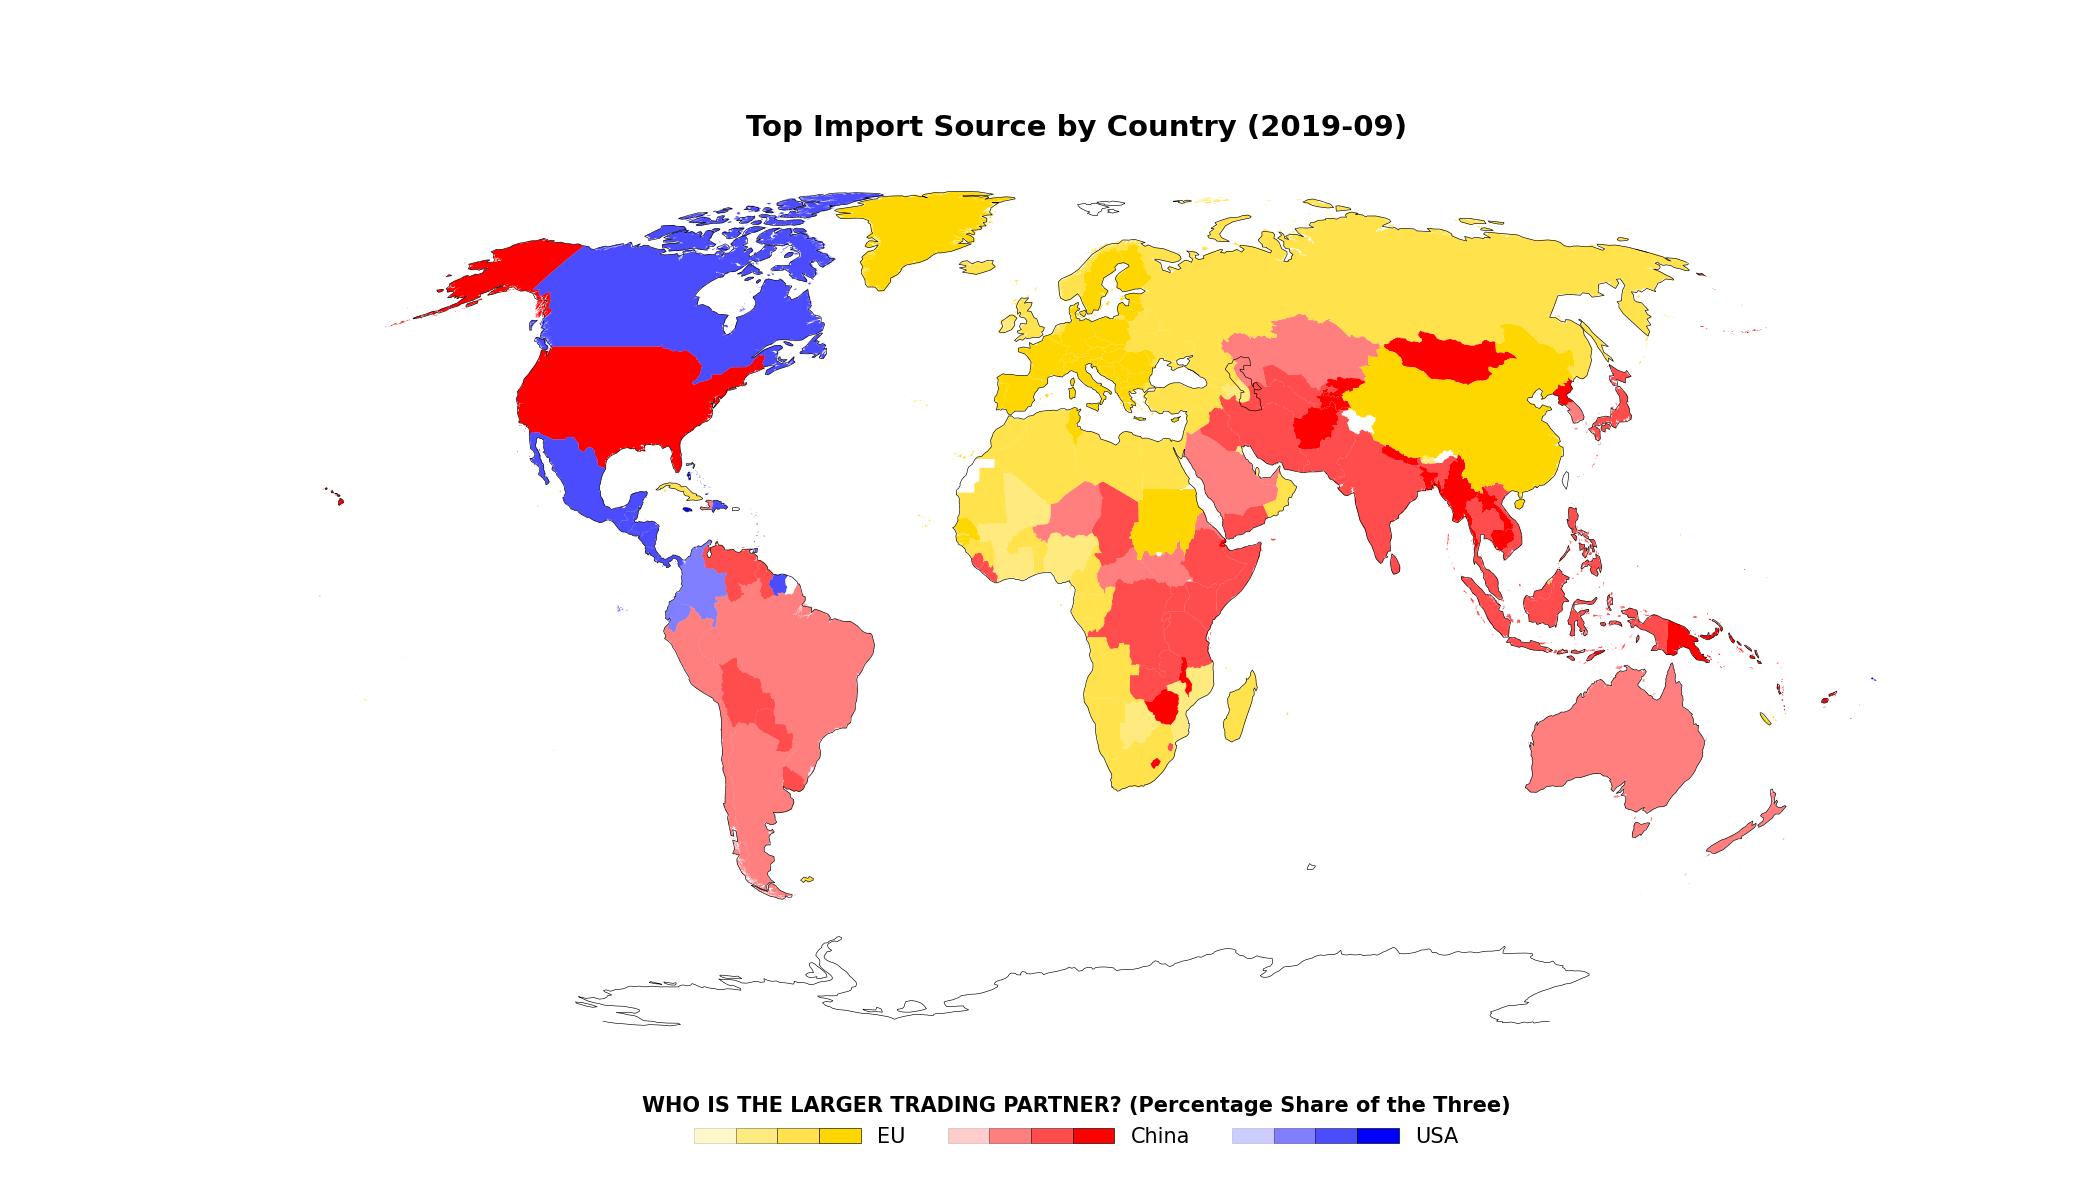 Top Import Source by Country (2019-09)
WHO IS THE LARGER TRADING PARTNER? (Percentage Share of the Three)
EU China USA